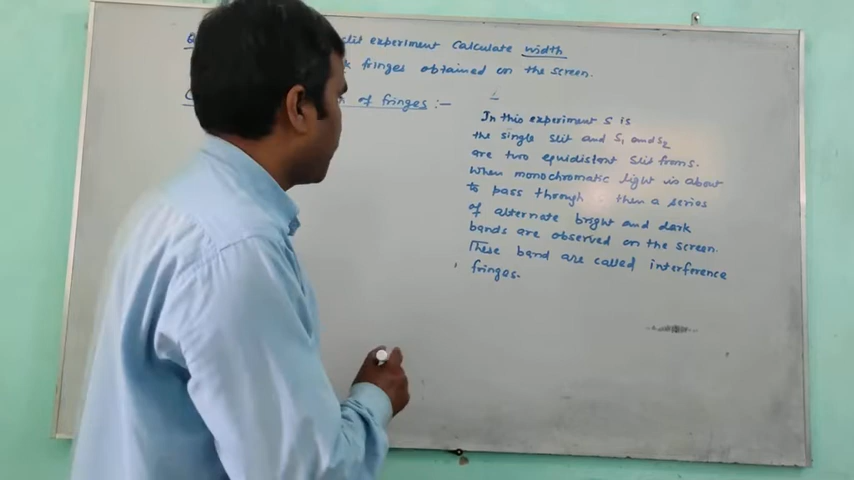 slit experiment calculate width
fringes obtained on the screen.
of fringes :-
In this experiment S is
the single slit and S₁ and S₂
are two equidistant slit from S.
When monochromatic light is about
to pass through then a series
of alternate bright and dark
bands are observed on the screen.
These band are called interference
fringes.